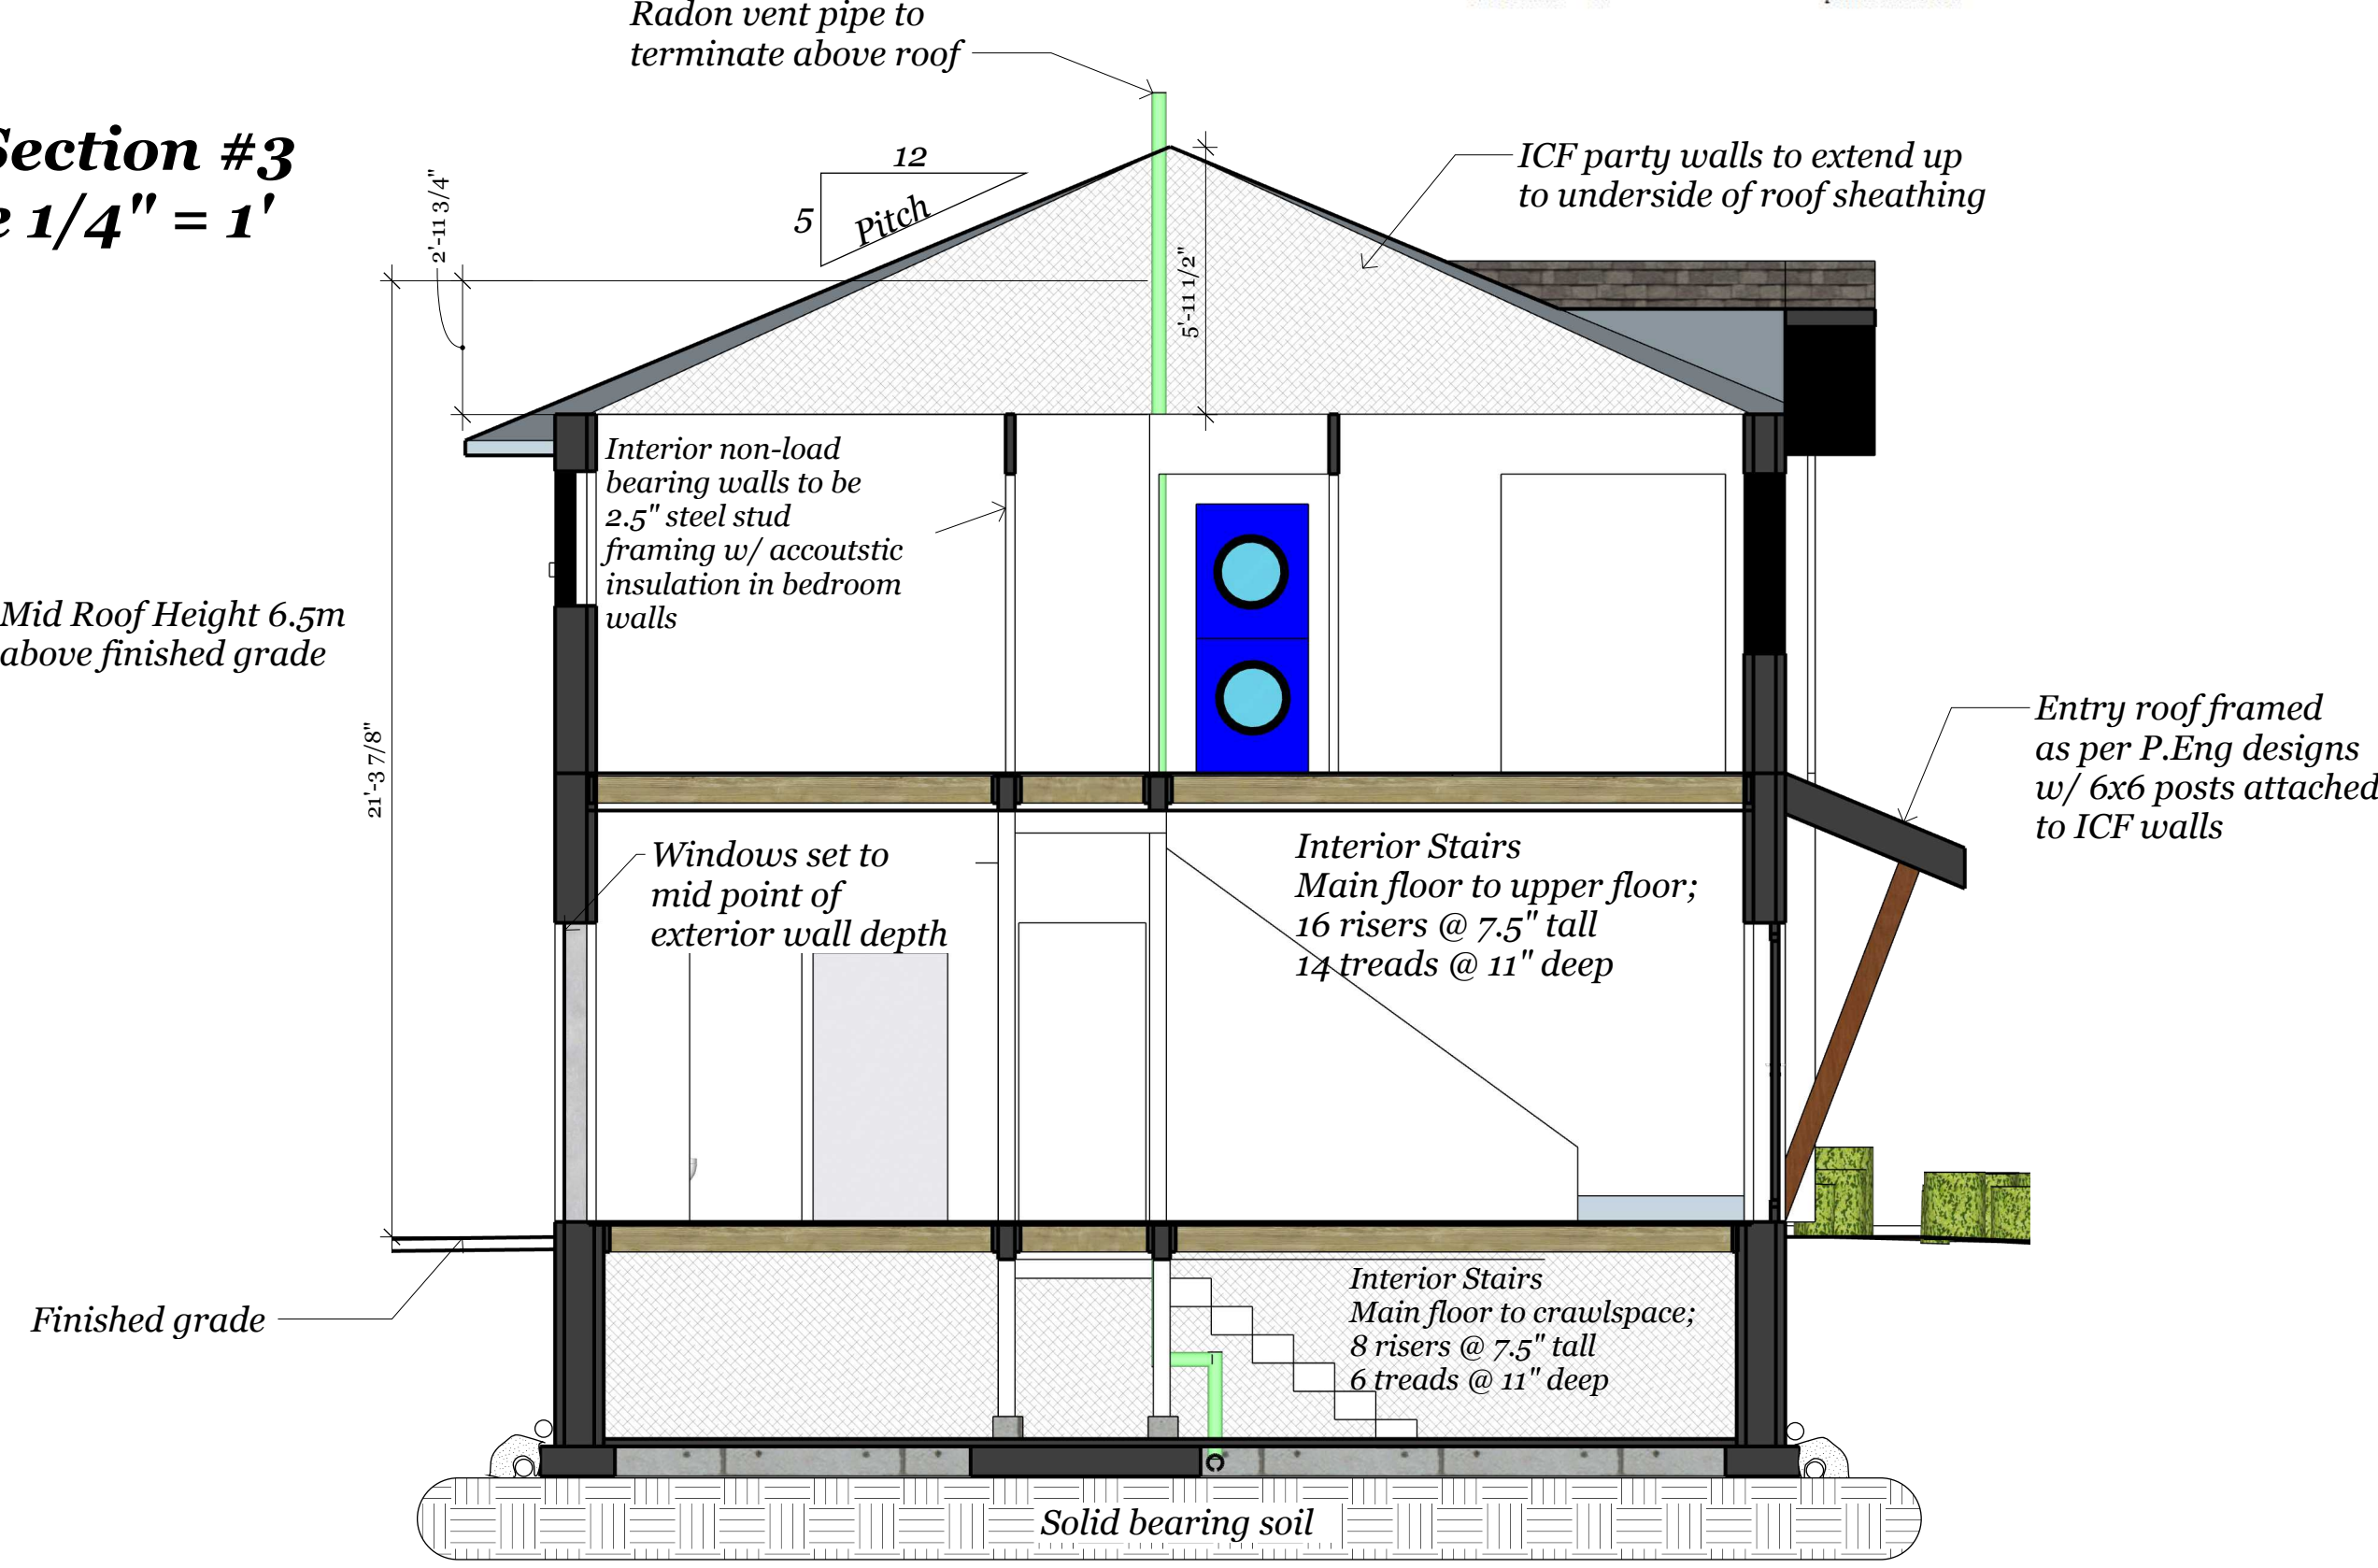 Radon vent pipe to
terminate above roof
Section #3
1/4" = 1'
12
5
Pitch
2'-11 3/4"
5'-11 1/2"
ICF party walls to extend up
to underside of roof sheathing
Interior non-load
bearing walls to be
2.5" steel stud
framing w/ accoutstic
insulation in bedroom
walls
Mid Roof Height 6.5m
above finished grade
21'-3 7/8"
Entry roof framed
as per P.Eng designs
w/ 6x6 posts attached
to ICF walls
Windows set to
mid point of
exterior wall depth
Interior Stairs
Main floor to upper floor;
16 risers @ 7.5" tall
14 treads @ 11" deep
Finished grade
Interior Stairs
Main floor to crawlspace;
8 risers @ 7.5" tall
6 treads @ 11" deep
Solid bearing soil